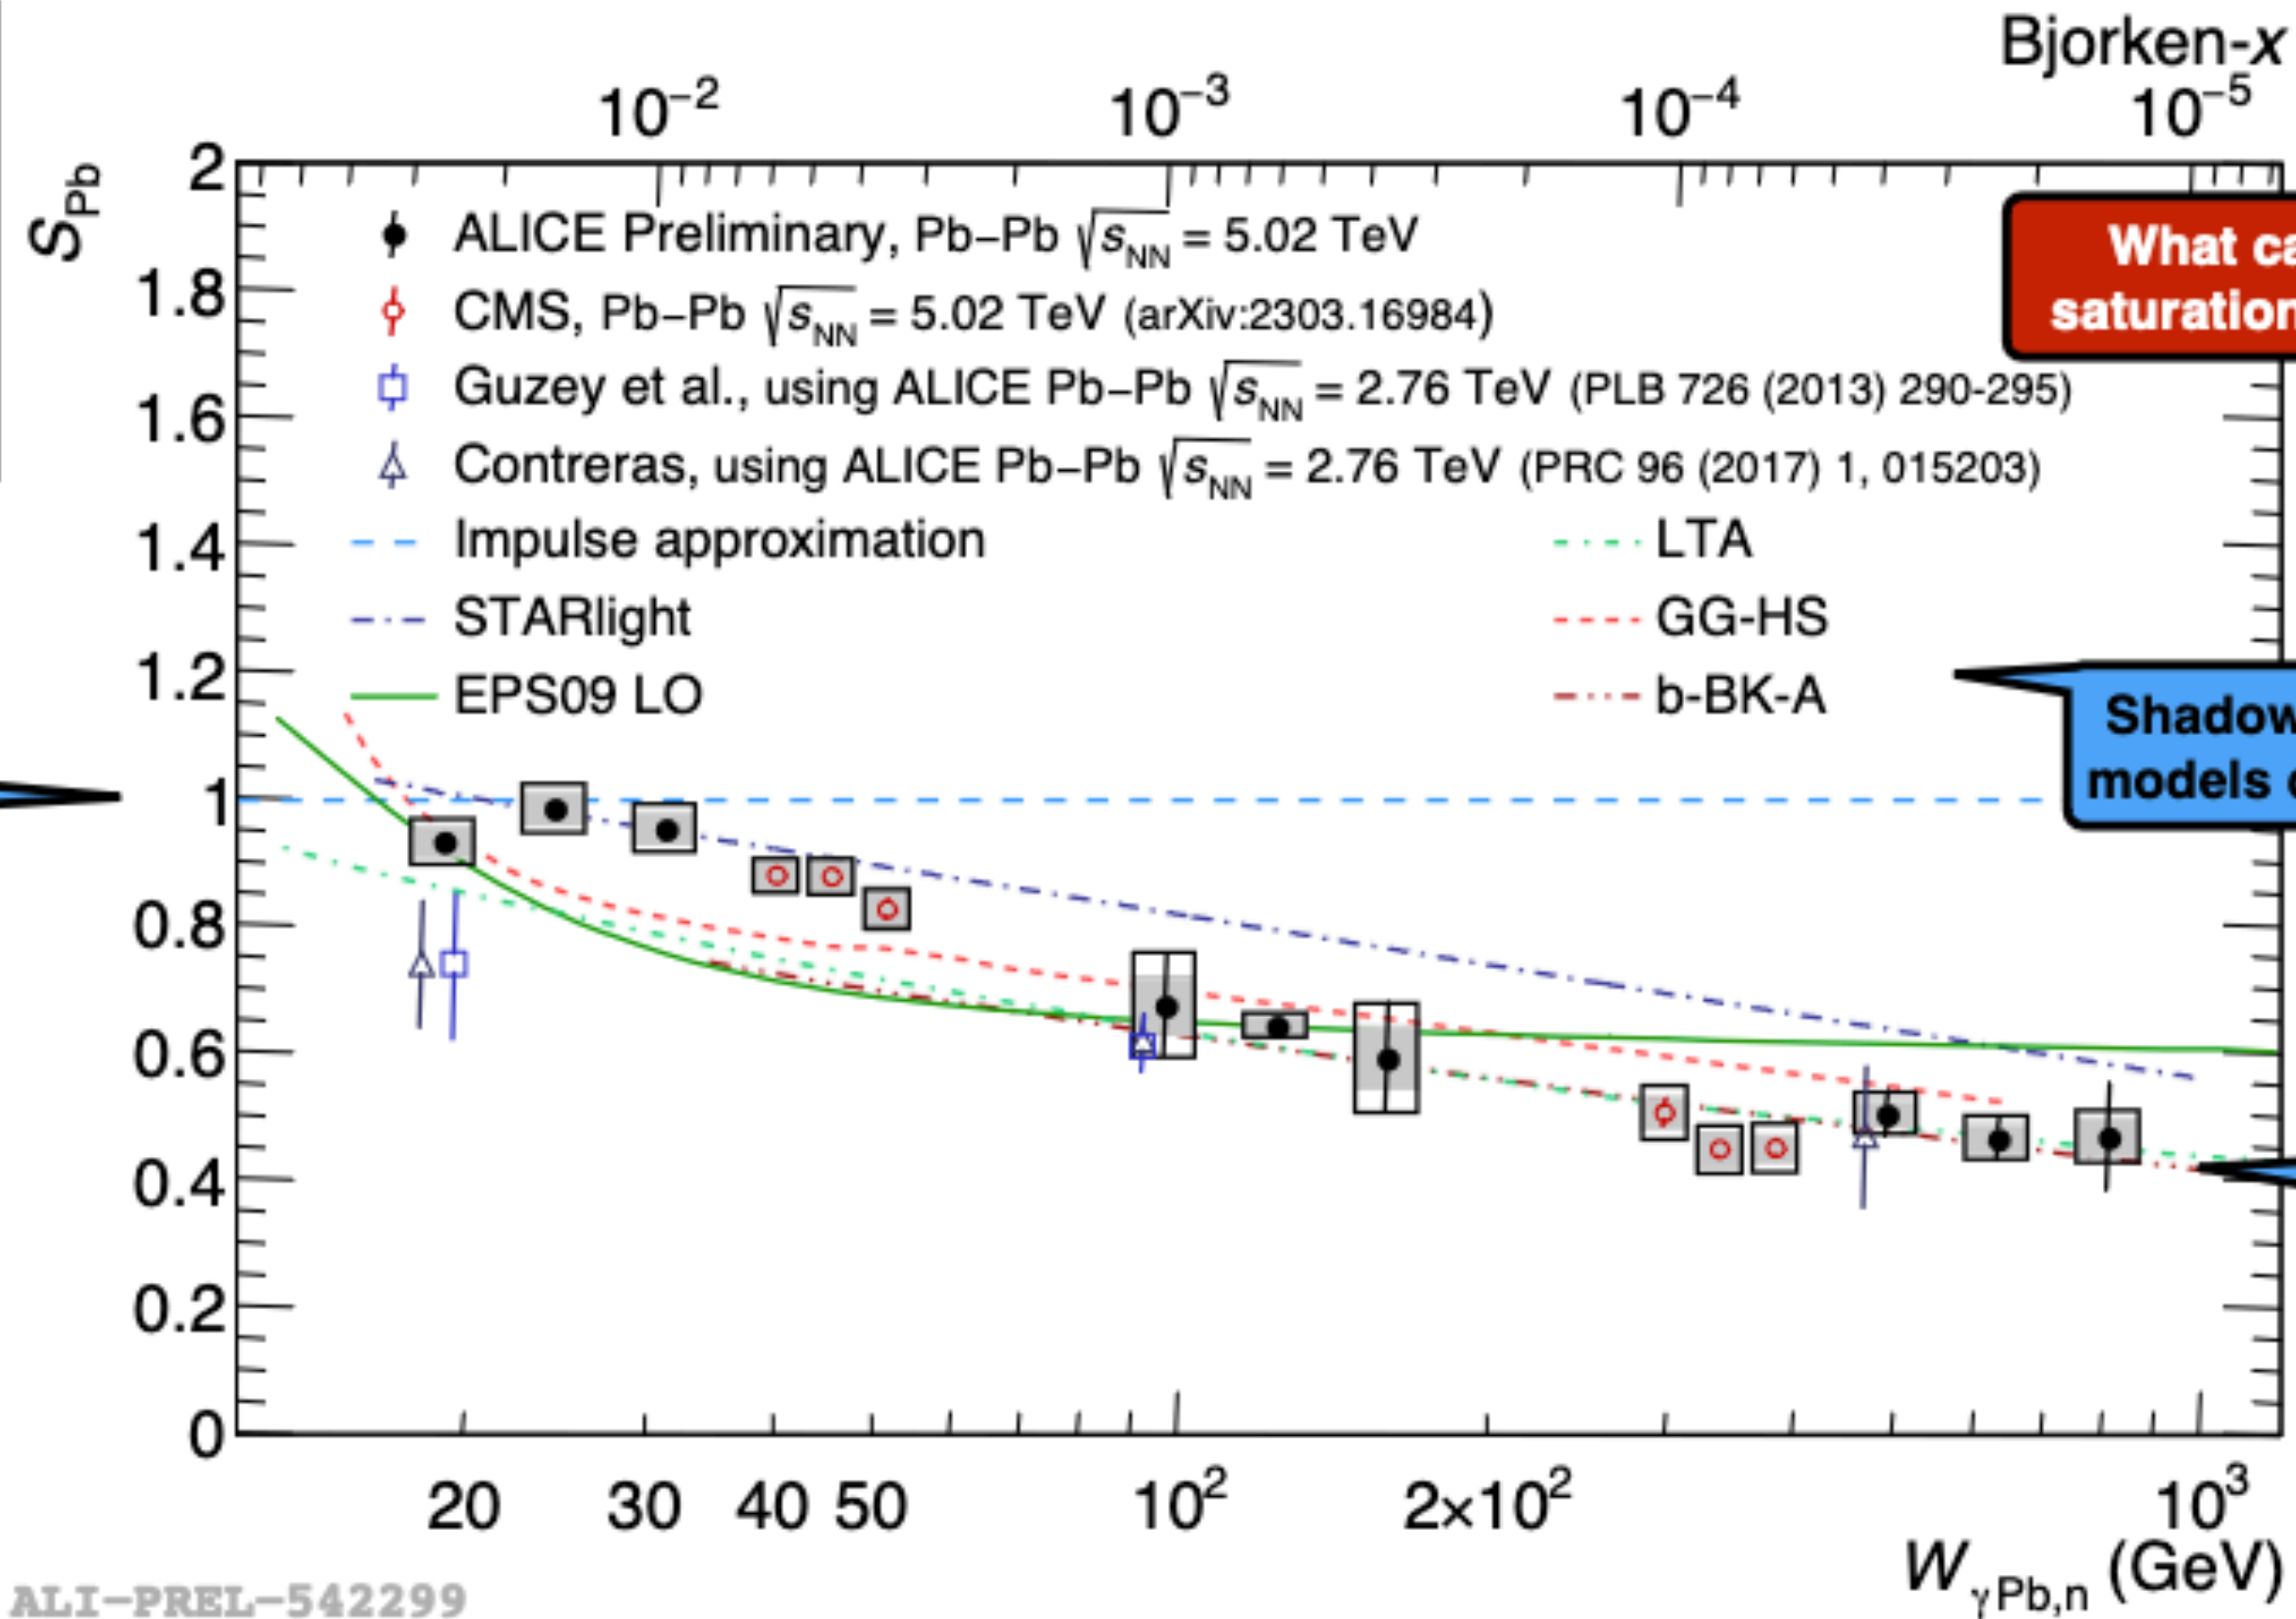 Bjorken-x
10⁻² 10⁻³ 10⁻⁴ 10⁻⁵
S_Pb
2
1.8
1.6
1.4
1.2
1
0.8
0.6
0.4
0.2
0
ALICE Preliminary, Pb−Pb √s_NN = 5.02 TeV
CMS, Pb−Pb √s_NN = 5.02 TeV (arXiv:2303.16984)
Guzey et al., using ALICE Pb−Pb √s_NN = 2.76 TeV (PLB 726 (2013) 290-295)
Contreras, using ALICE Pb−Pb √s_NN = 2.76 TeV (PRC 96 (2017) 1, 015203)
Impulse approximation
STARlight
EPS09 LO
LTA
GG-HS
b-BK-A
What ca
saturation
Shadow
models
20 30 40 50 10² 2×10² 10³
W_γPb,n (GeV)
ALI-PREL-542299